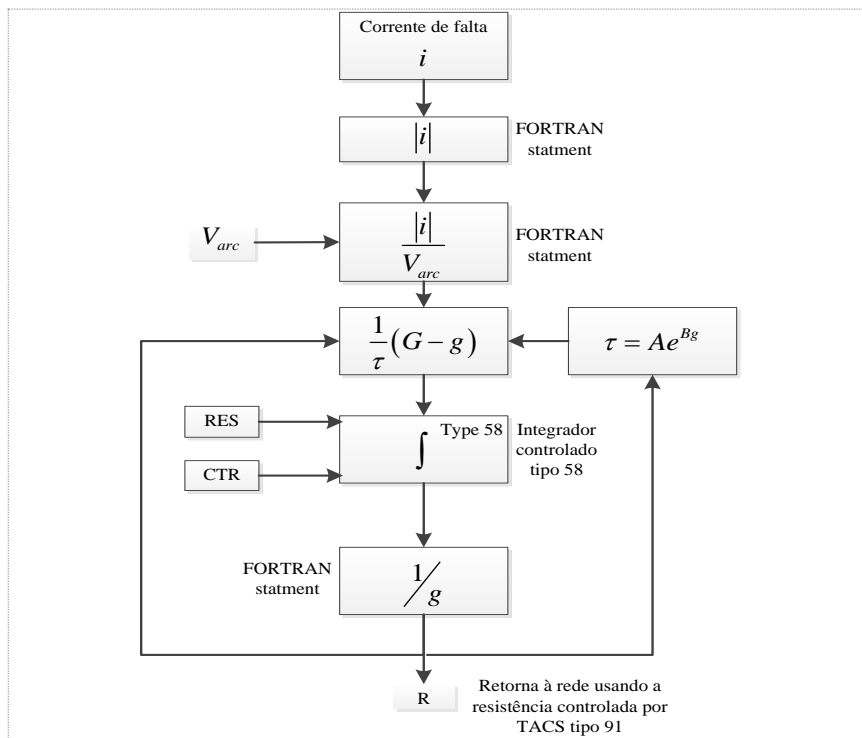 Corrente de falta
i
|i|
FORTRAN
statment
V_arc
|i|
V_arc
FORTRAN
statment
1/τ (G − g)
τ = Ae^{Bg}
RES
CTR
∫
Type 58
Integrador
controlado
tipo 58
FORTRAN
statment
1/g
R
Retorna à rede usando a
resistência controlada por
TACS tipo 91